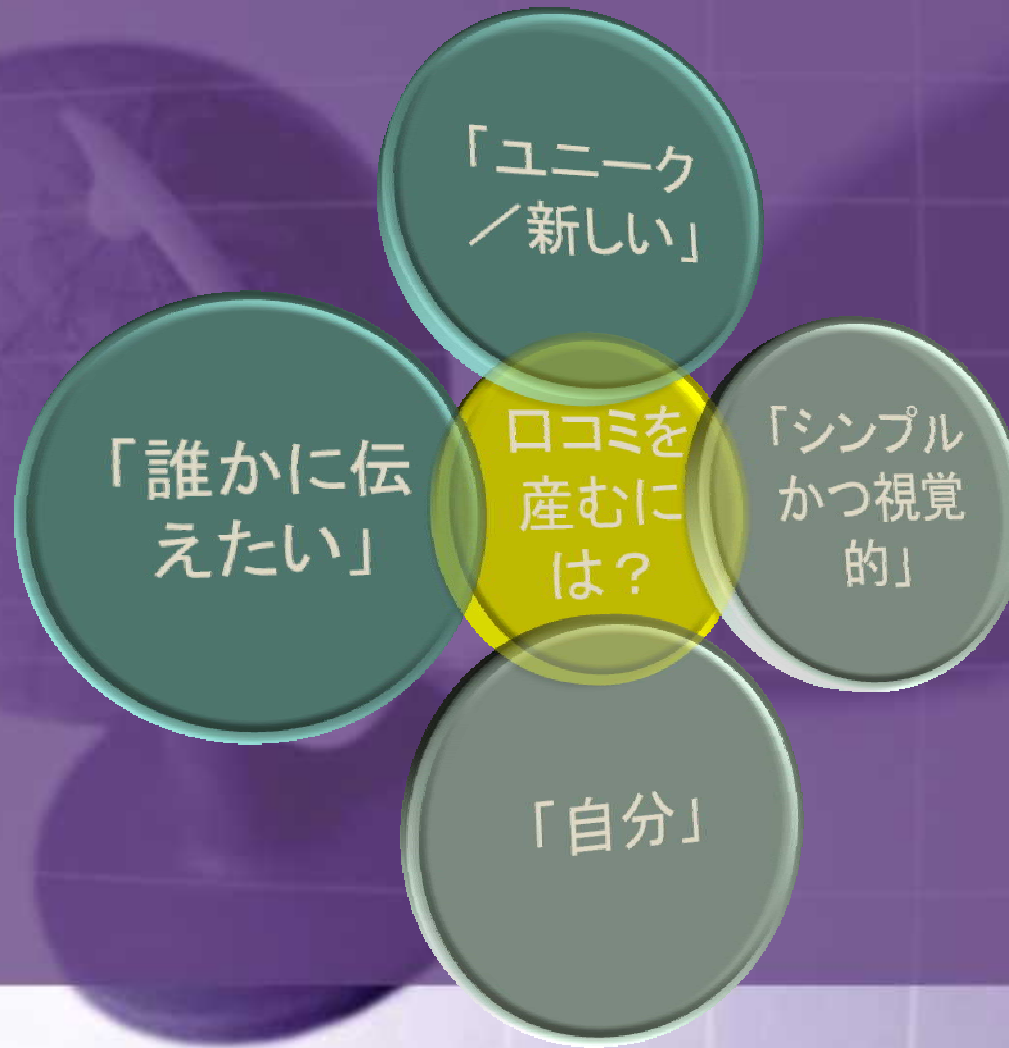 「ユニーク
／新しい」
「誰かに伝
えたい」
口コミを
産むに
は？
「シンプル
かつ視覚
的」
「自分」